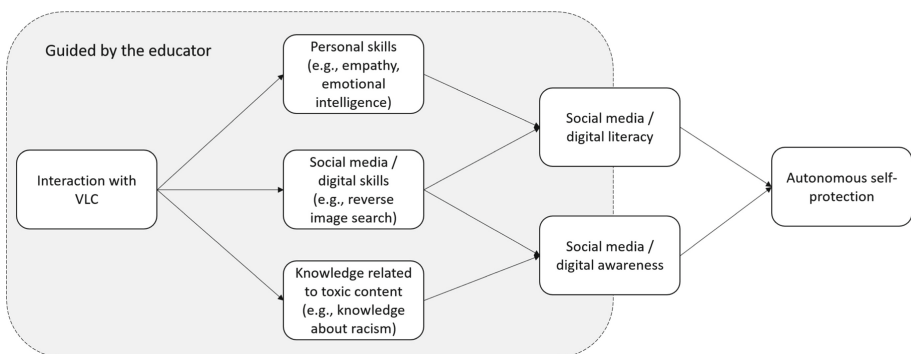 Guided by the educator
Personal skills
(e.g., empathy,
emotional
intelligence)
Social media /
digital literacy
Interaction with
VLC
Social media /
digital skills
(e.g., reverse
image search)
Autonomous self-
protection
Social media /
digital awareness
Knowledge related
to toxic content
(e.g., knowledge
about racism)